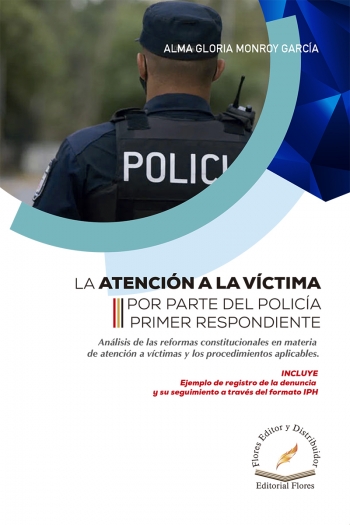 ALMA GLORIA MONROY GARCÍA
POLICI
LA ATENCIÓN A LA VÍCTIMA
POR PARTE DEL POLICÍA
PRIMER RESPONDIENTE
Análisis de las reformas constitucionales en materia
de atención a víctimas y los procedimientos aplicables.
INCLUYE
Ejemplo de registro de la denuncia
y su seguimiento a través del formato IPH
Flores Editor y Distribuidor
Editorial Flores